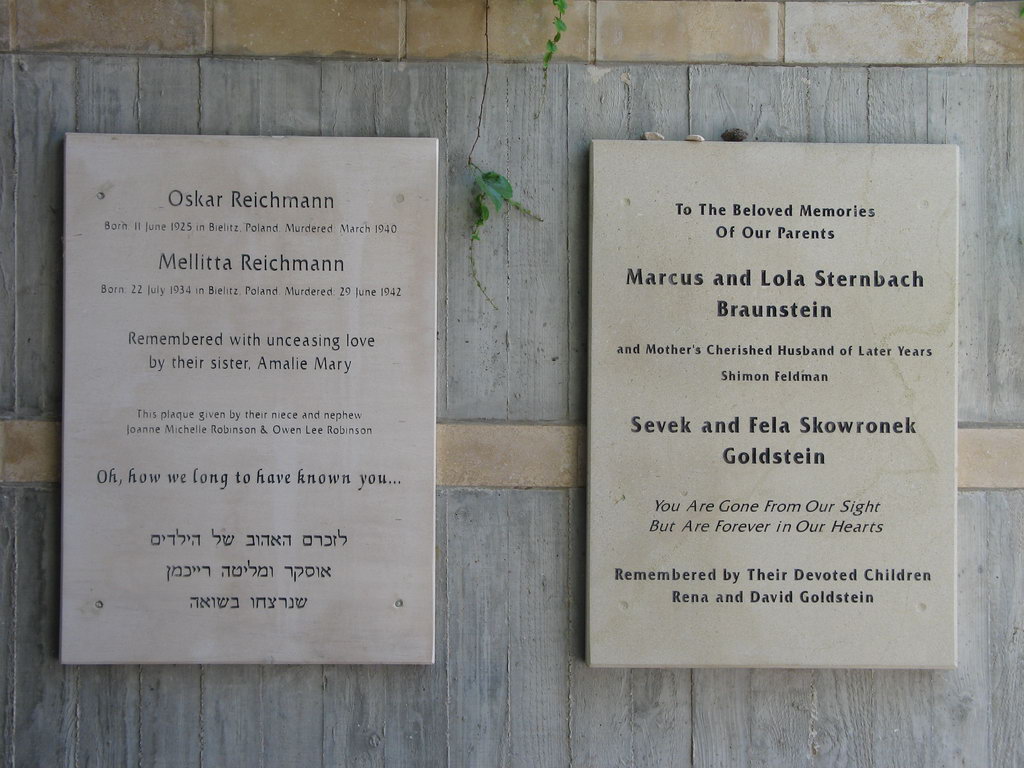 Oskar Reichmann
Born: 11 June 1925 in Bielitz, Poland. Murdered: March 1940
Mellitta Reichmann
Born: 22 July 1934 in Bielitz, Poland. Murdered: 29 June 1942
Remembered with unceasing love
by their sister, Amalie Mary
This plaque given by their niece and nephew
Joanne Michelle Robinson & Owen Lee Robinson
Oh, how we long to have known you...
לזכרם האהוב של הילדים
אוסקר ומליטה רייכמן
שנרצחו בשואה
To The Beloved Memories
Of Our Parents
Marcus and Lola Sternbach
Braunstein
and Mother's Cherished Husband of Later Years
Shimon Feldman
Sevek and Fela Skowronek
Goldstein
You Are Gone From Our Sight
But Are Forever in Our Hearts
Remembered by Their Devoted Children
Rena and David Goldstein